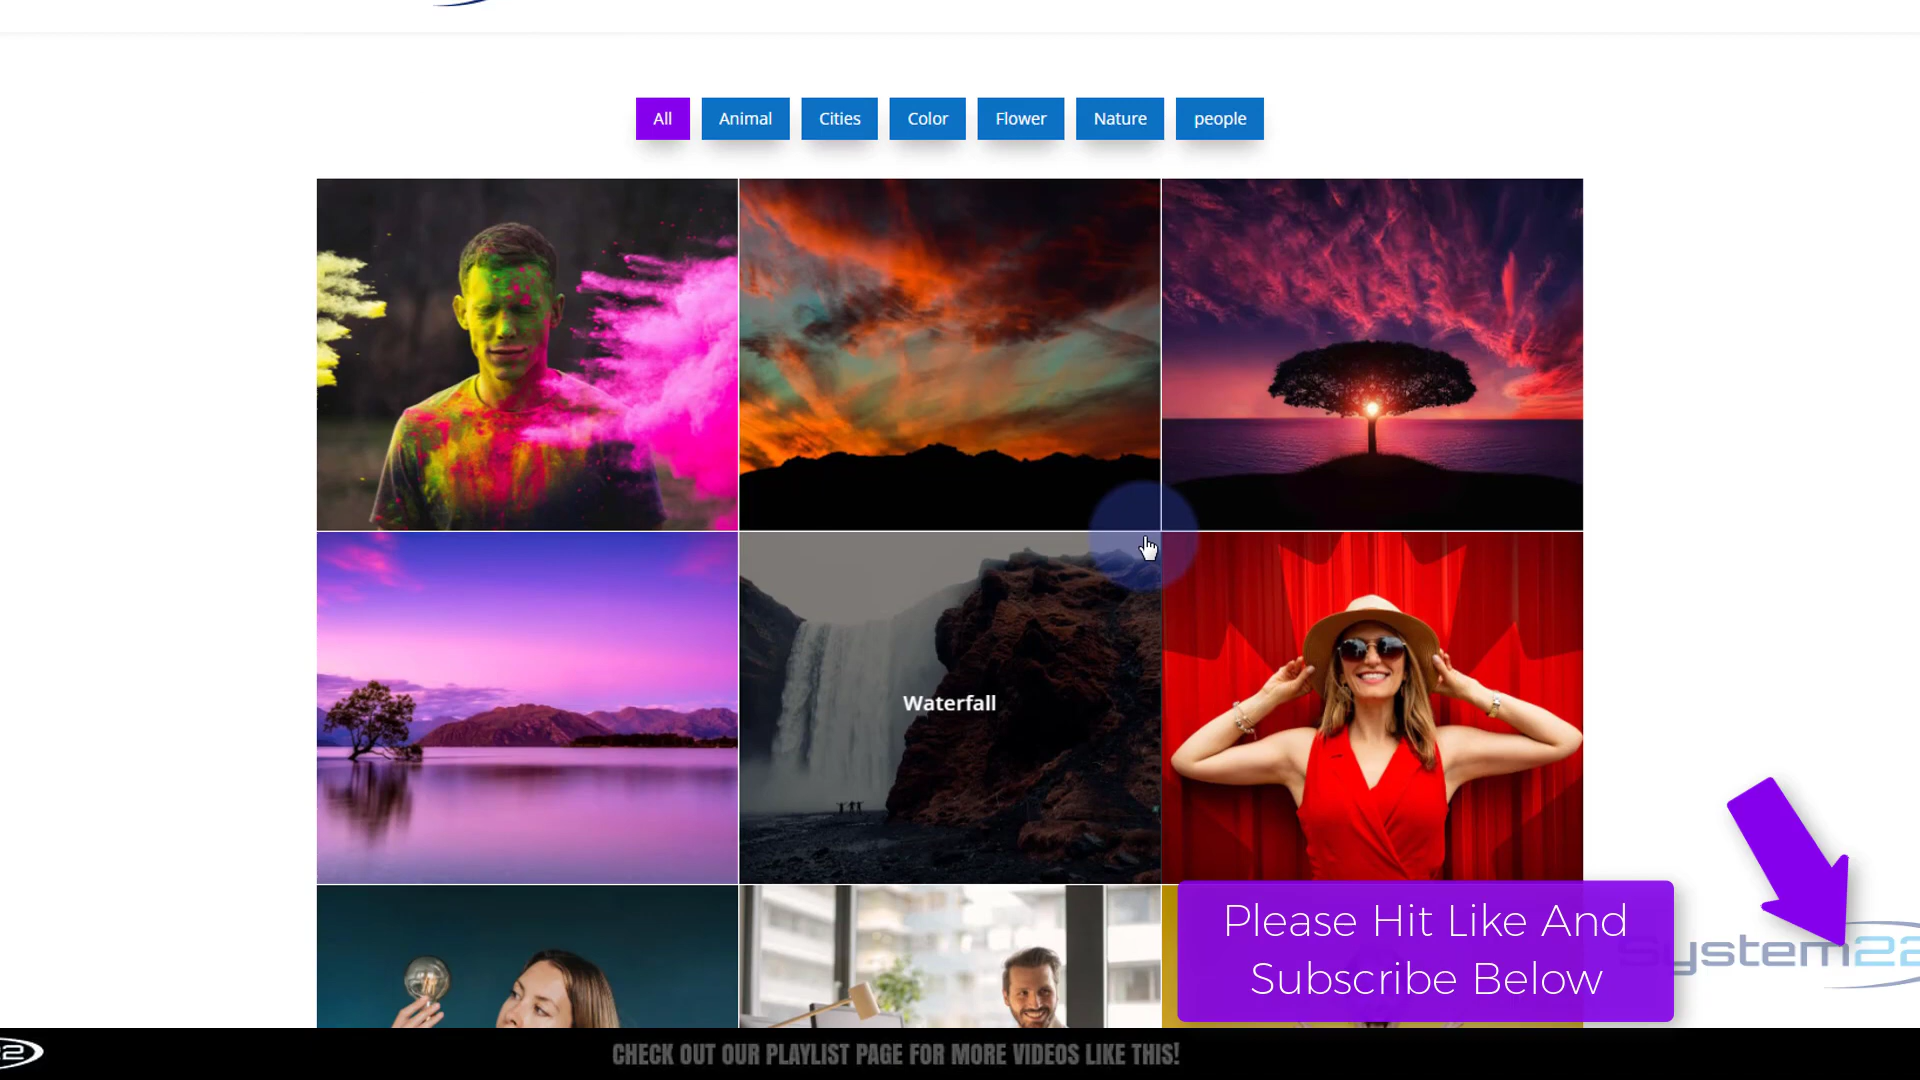 All
Animal
Cities
Color
Flower
Nature
people
Waterfall
Please Hit Like And
Subscribe Below
system22
CHECK OUT OUR PLAYLIST PAGE FOR MORE VIDEOS LIKE THIS!